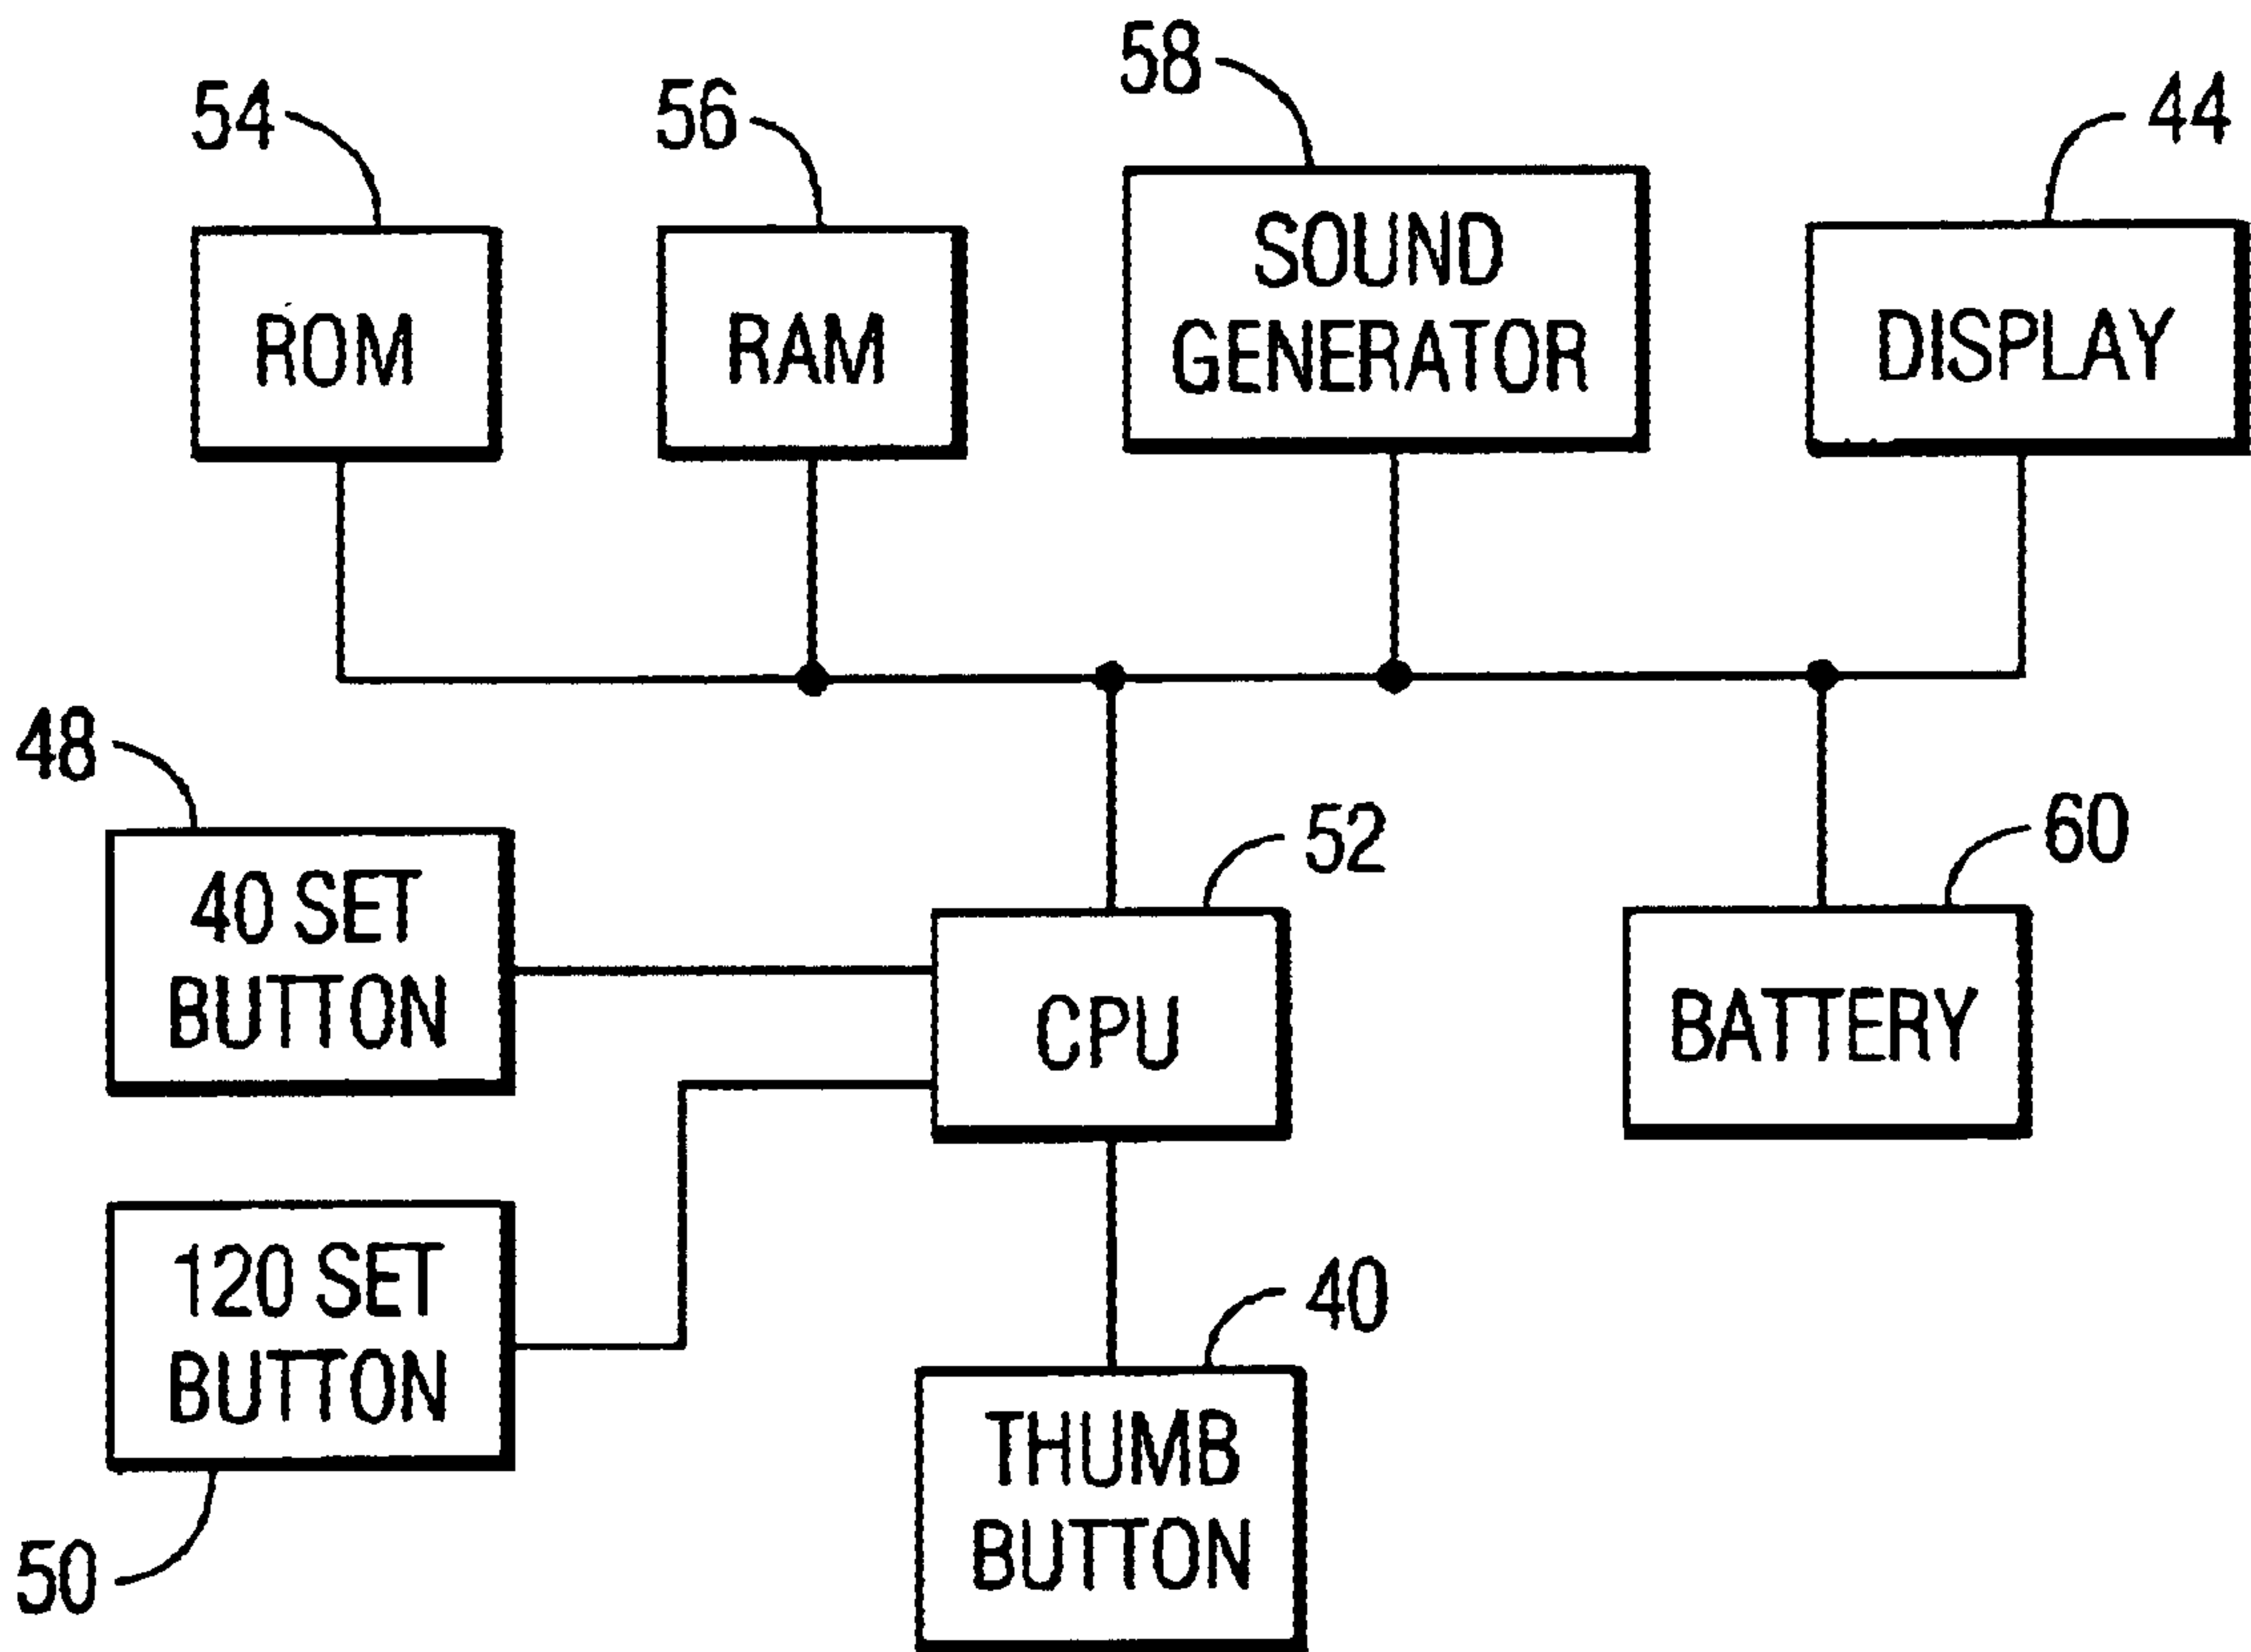 58
54
56
44
ROM
RAM
SOUND
GENERATOR
DISPLAY
48
52
60
40 SET
BUTTON
CPU
BATTERY
120 SET
BUTTON
40
50
THUMB
BUTTON